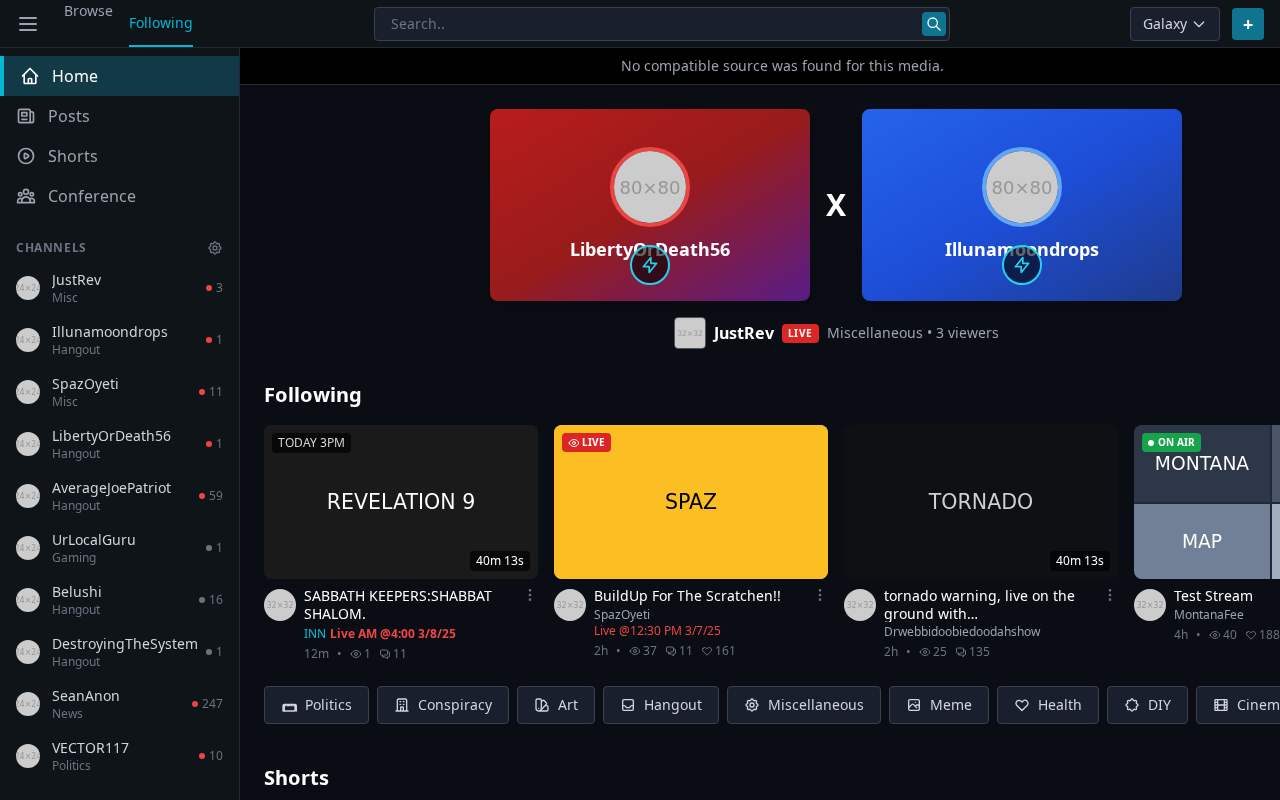 Browse
Following
Search..
Galaxy
+
Home
Posts
Shorts
Conference
CHANNELS
JustRev
Misc
3
Illunamoondrops
Hangout
1
SpazOyeti
Misc
11
LibertyOrDeath56
Hangout
1
AverageJoePatriot
Hangout
59
UrLocalGuru
Gaming
1
Belushi
Hangout
16
DestroyingTheSystem
Hangout
1
SeanAnon
News
247
VECTOR117
Politics
10
No compatible source was found for this media.
80×80
LibertyOrDeath56
X
80×80
Illunamoondrops
32×32
JustRev
LIVE
Miscellaneous • 3 viewers
Following
TODAY 3PM
REVELATION 9
40m 13s
32×32
SABBATH KEEPERS:SHABBAT
SHALOM.
INN Live AM @4:00 3/8/25
12m • 1 11
LIVE
SPAZ
32×32
BuildUp For The Scratchen!!
SpazOyeti
Live @12:30 PM 3/7/25
2h • 37 11 161
TORNADO
40m 13s
32×32
tornado warning, live on the
ground with...
Drwebbidoobiedoodahshow
2h • 25 135
ON AIR
MONTANA
MAP
32×32
Test Stream
MontanaFee
4h • 40 188
Politics
Conspiracy
Art
Hangout
Miscellaneous
Meme
Health
DIY
Cinem
Shorts